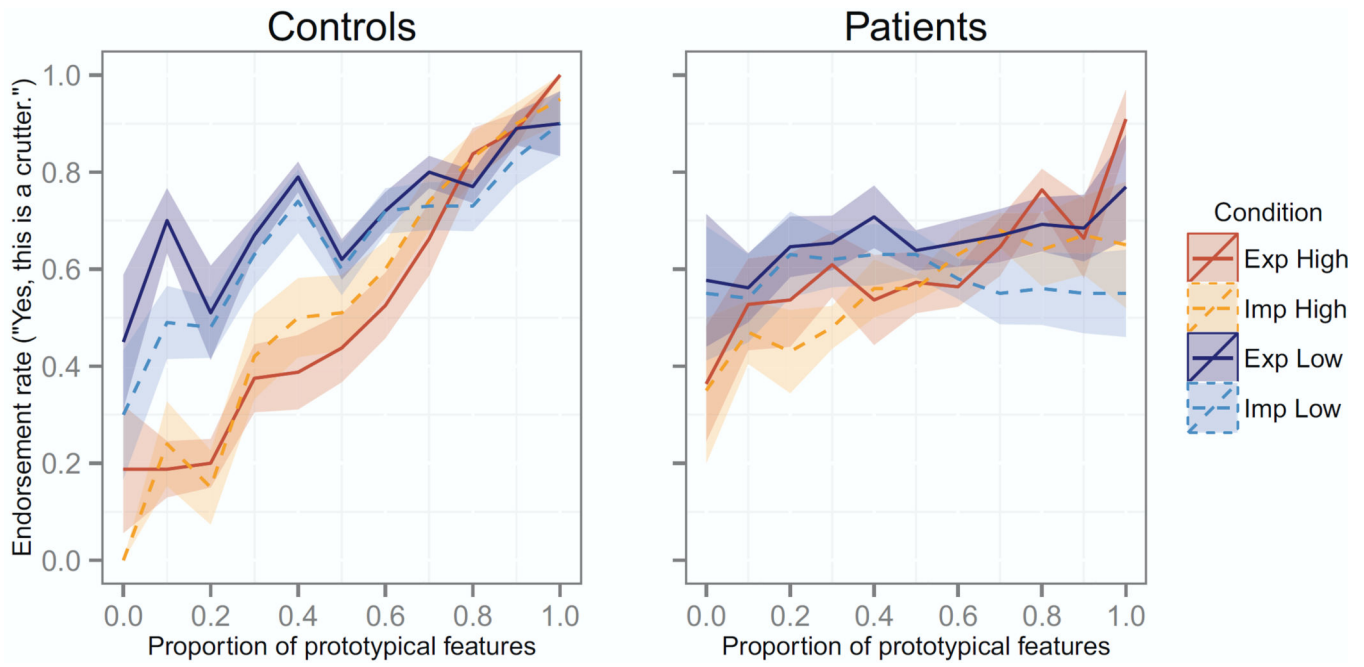 Controls
Patients
Endorsement rate ("Yes, this is a crutter.")
1.0
0.8
0.6
0.4
0.2
0.0
0.0 0.2 0.4 0.6 0.8 1.0
Proportion of prototypical features
0.0 0.2 0.4 0.6 0.8 1.0
Proportion of prototypical features
Condition
Exp High
Imp High
Exp Low
Imp Low